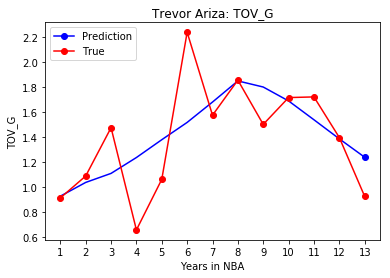 Trevor Ariza: TOV_G
Prediction
True
TOV_G
2.2
2.0
1.8
1.6
1.4
1.2
1.0
0.8
0.6
1 2 3 4 5 6 7 8 9 10 11 12 13
Years in NBA